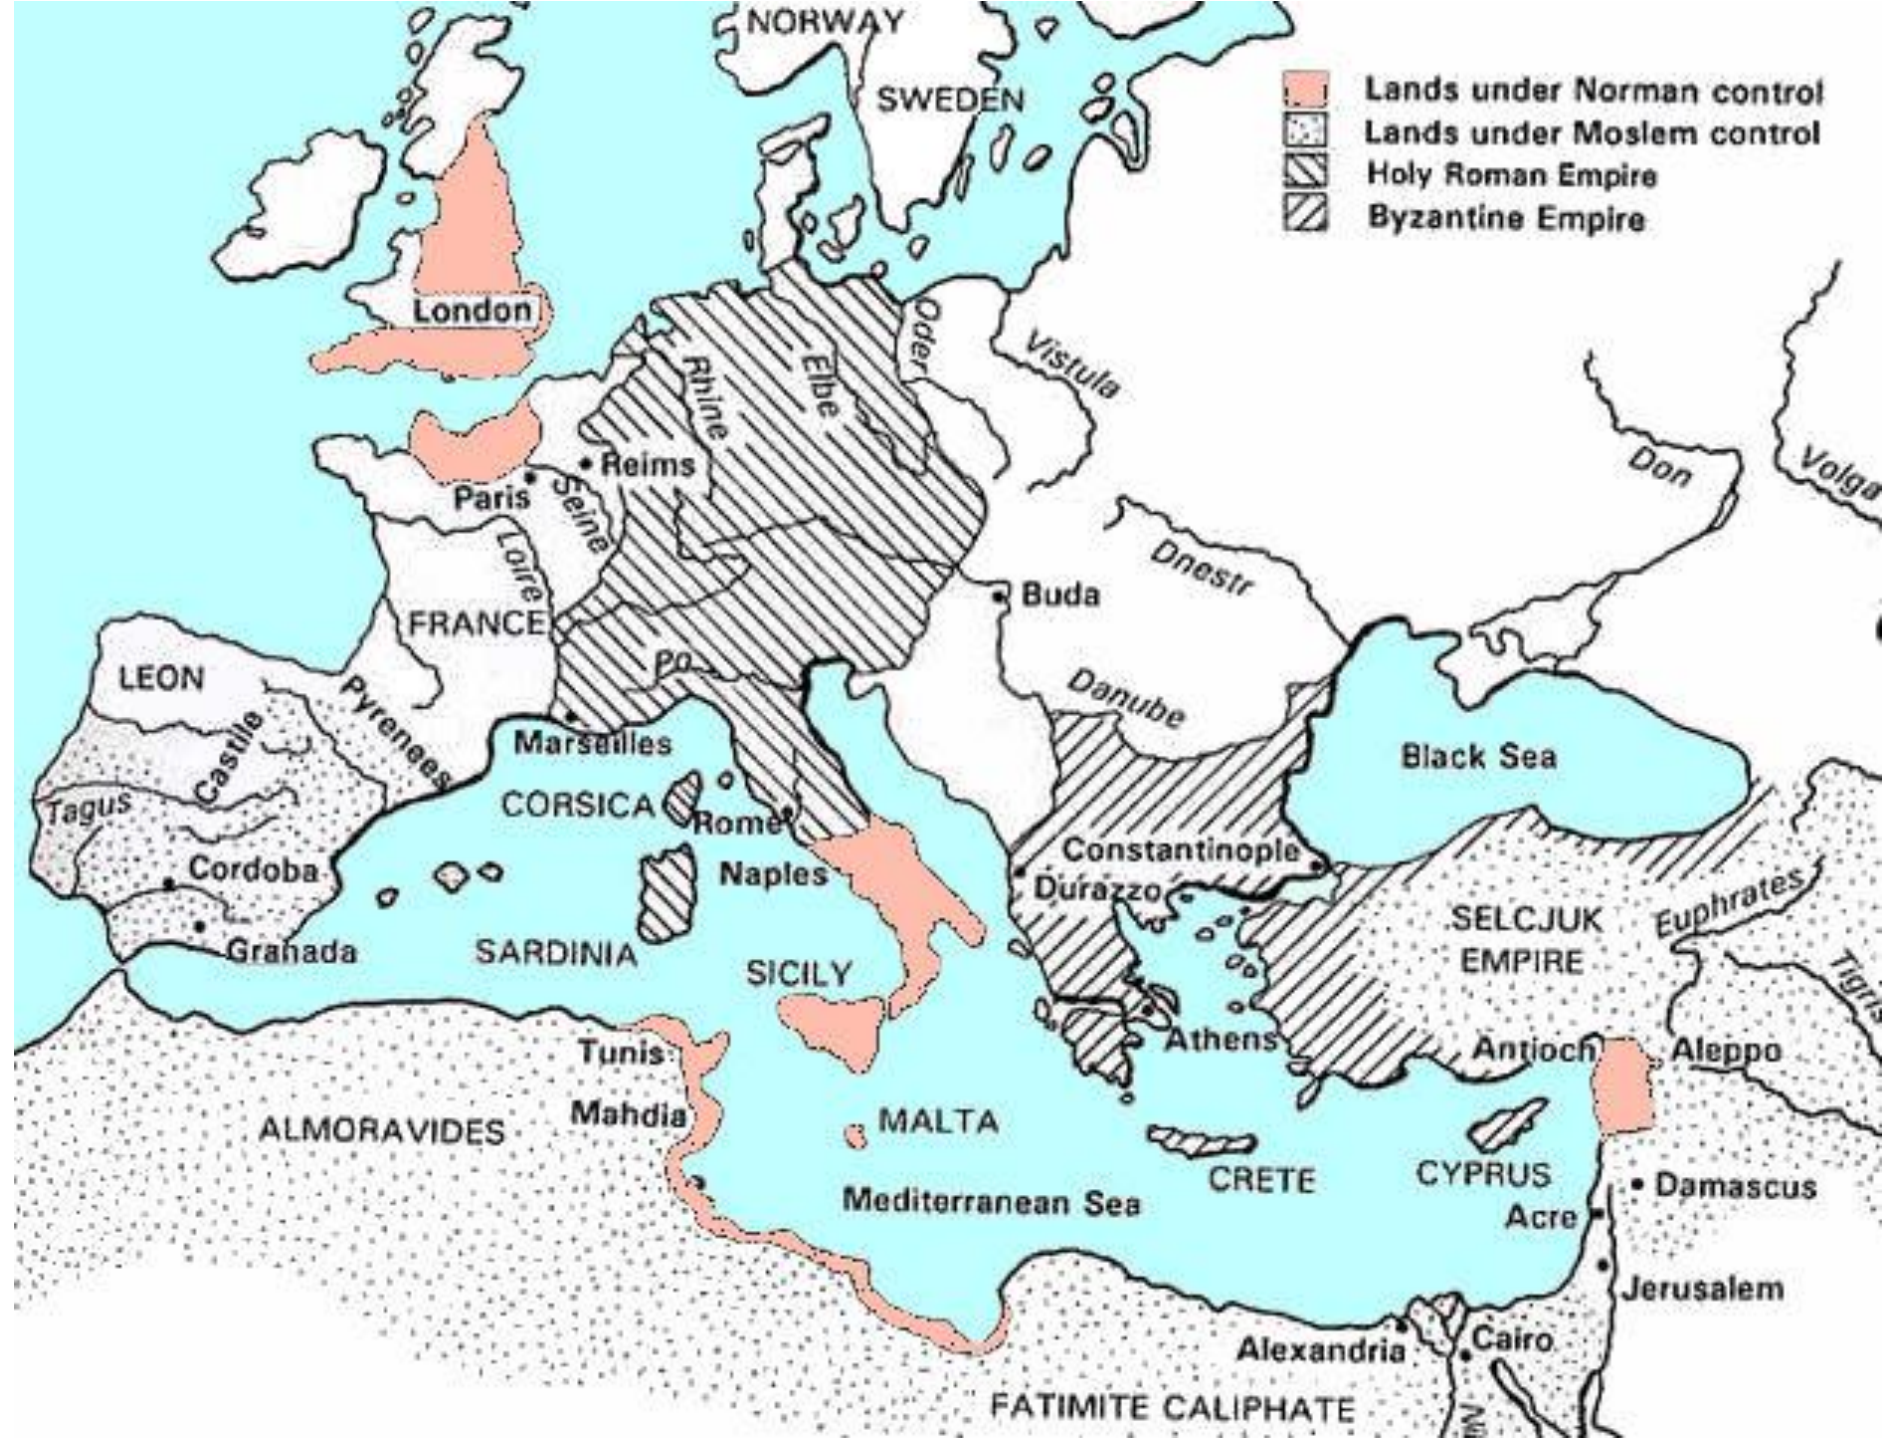 NORWAY
SWEDEN
Lands under Norman control
Lands under Moslem control
Holy Roman Empire
Byzantine Empire
London
Oder
Vistula
Rhine
Elbe
Don
Volga
Reims
Paris
Seine
Loire
Dnestr
Buda
FRANCE
Po
LEON
Pyrenees
Danube
Castile
Marseilles
Black Sea
Tagus
CORSICA
Rome
Constantinople
Cordoba
Naples
Durazzo
Euphrates
SELCJUK
EMPIRE
Granada
SARDINIA
SICILY
Tigris
Tunis
Athens
Antioch
Aleppo
Mahdia
MALTA
ALMORAVIDES
CRETE
CYPRUS
Damascus
Mediterranean Sea
Acre
Jerusalem
Alexandria
Cairo
FATIMITE CALIPHATE